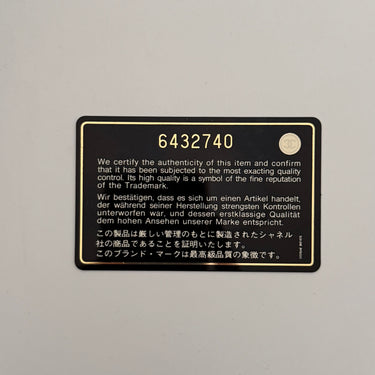 6432740
We certify the authenticity of this item and confirm
that it has been subjected to the most exacting quality
control. Its high quality is a symbol of the fine reputation
of the Trademark.
Wir bestätigen, dass es sich um einen Artikel handelt,
der während seiner Herstellung strengsten Kontrollen
unterworfen war, und dessen erstklassige Qualität
dem hohen Ansehen unserer Marke entspricht.
この製品は厳しい管理のもとに製造されたシャネル
社の商品であることを証明いたします。
このブランド・マークは最高級品質の象徴です。